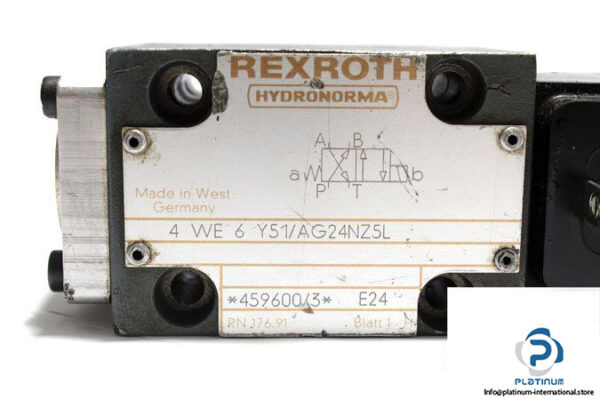 REXROTH
HYDRONORMA
A B
a b
P T
Made in West
Germany
4 WE 6 Y51/AG24NZ5L
*459600/3* E24
RN 176.91 Blatt 1
PLATINUM
Info@platinum-international.store